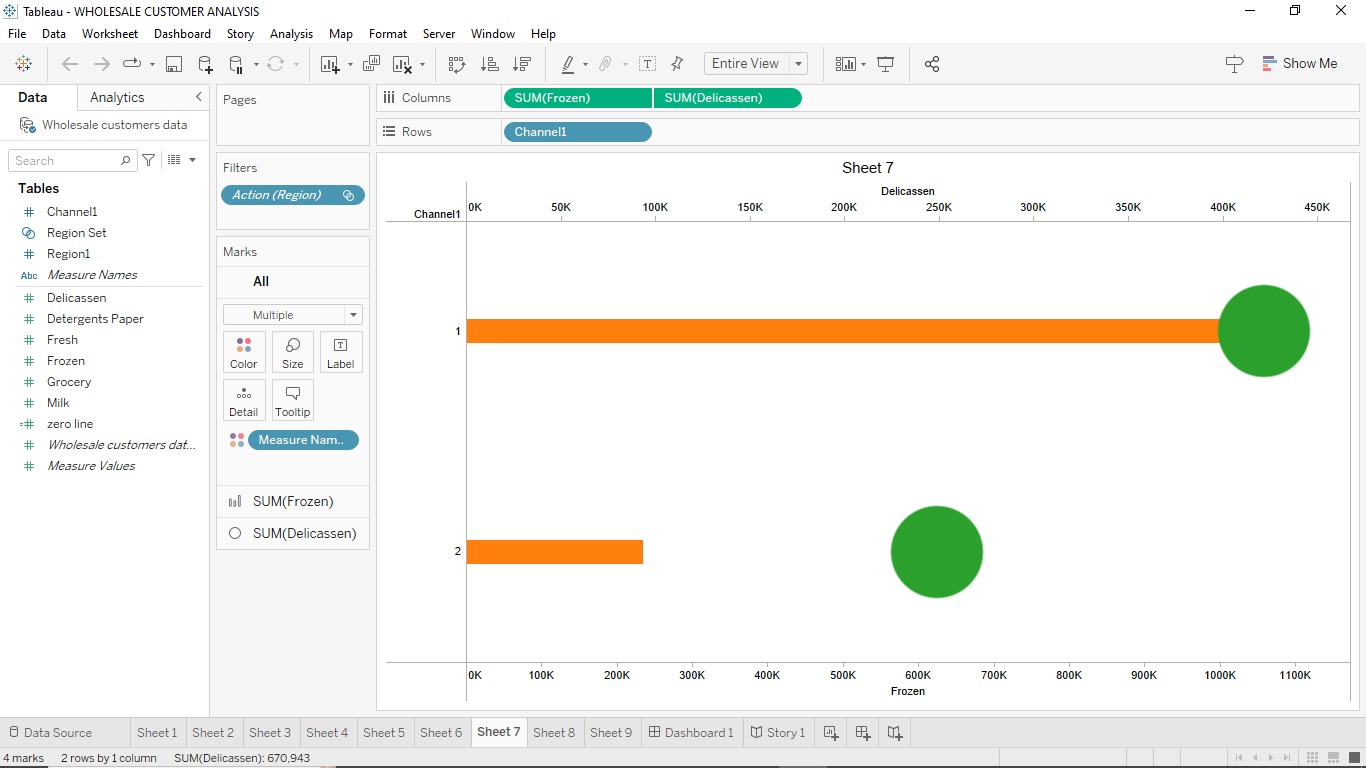 Tableau - WHOLESALE CUSTOMER ANALYSIS
File Data Worksheet Dashboard Story Analysis Map Format Server Window Help
Entire View
Show Me
Data Analytics
Wholesale customers data
Search
Tables
Channel1
Region Set
Region1
Abc Measure Names
Delicassen
Detergents Paper
Fresh
Frozen
Grocery
Milk
zero line
Wholesale customers dat...
Measure Values
Pages
Filters
Action (Region)
Marks
All
Multiple
Color Size Label
Detail Tooltip
Measure Nam..
SUM(Frozen)
SUM(Delicassen)
Columns SUM(Frozen) SUM(Delicassen)
Rows Channel1
Sheet 7
Delicassen
Channel1 0K 50K 100K 150K 200K 250K 300K 350K 400K 450K
1
2
0K 100K 200K 300K 400K 500K 600K 700K 800K 900K 1000K 1100K
Frozen
Data Source Sheet 1 Sheet 2 Sheet 3 Sheet 4 Sheet 5 Sheet 6 Sheet 7 Sheet 8 Sheet 9 Dashboard 1 Story 1
4 marks 2 rows by 1 column SUM(Delicassen): 670,943